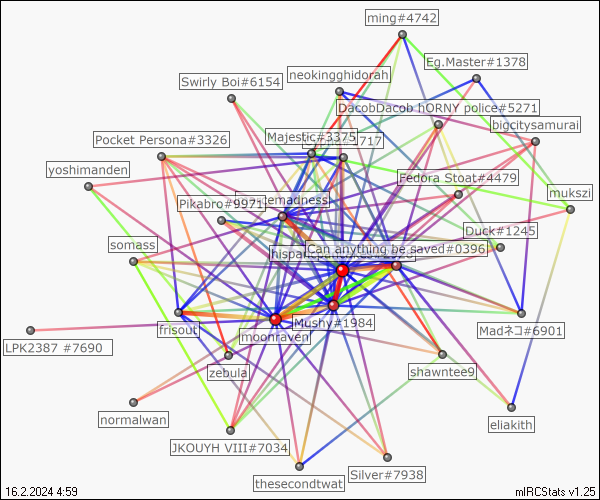 ming#4742
Eg.Master#1378
neokingghidorah
Swirly Boi#6154
DacobDacob hORNY police#5271
bigcitysamurai
Pocket Persona#3326
Majestic#3375
1717
yoshimanden
Fedora Stoat#4479
mukszi
Pikabro#9971
cemadness
Duck#1245
somass
Can anything be saved#0396
frisout
Mushy#1984
Madネコ#6901
moonraven
LPK2387 #7690
zebula
shawntee9
normalwan
eliakith
JKOUYH VIII#7034
thesecondtwat
Silver#7938
16.2.2024 4:59
mIRCStats v1.25